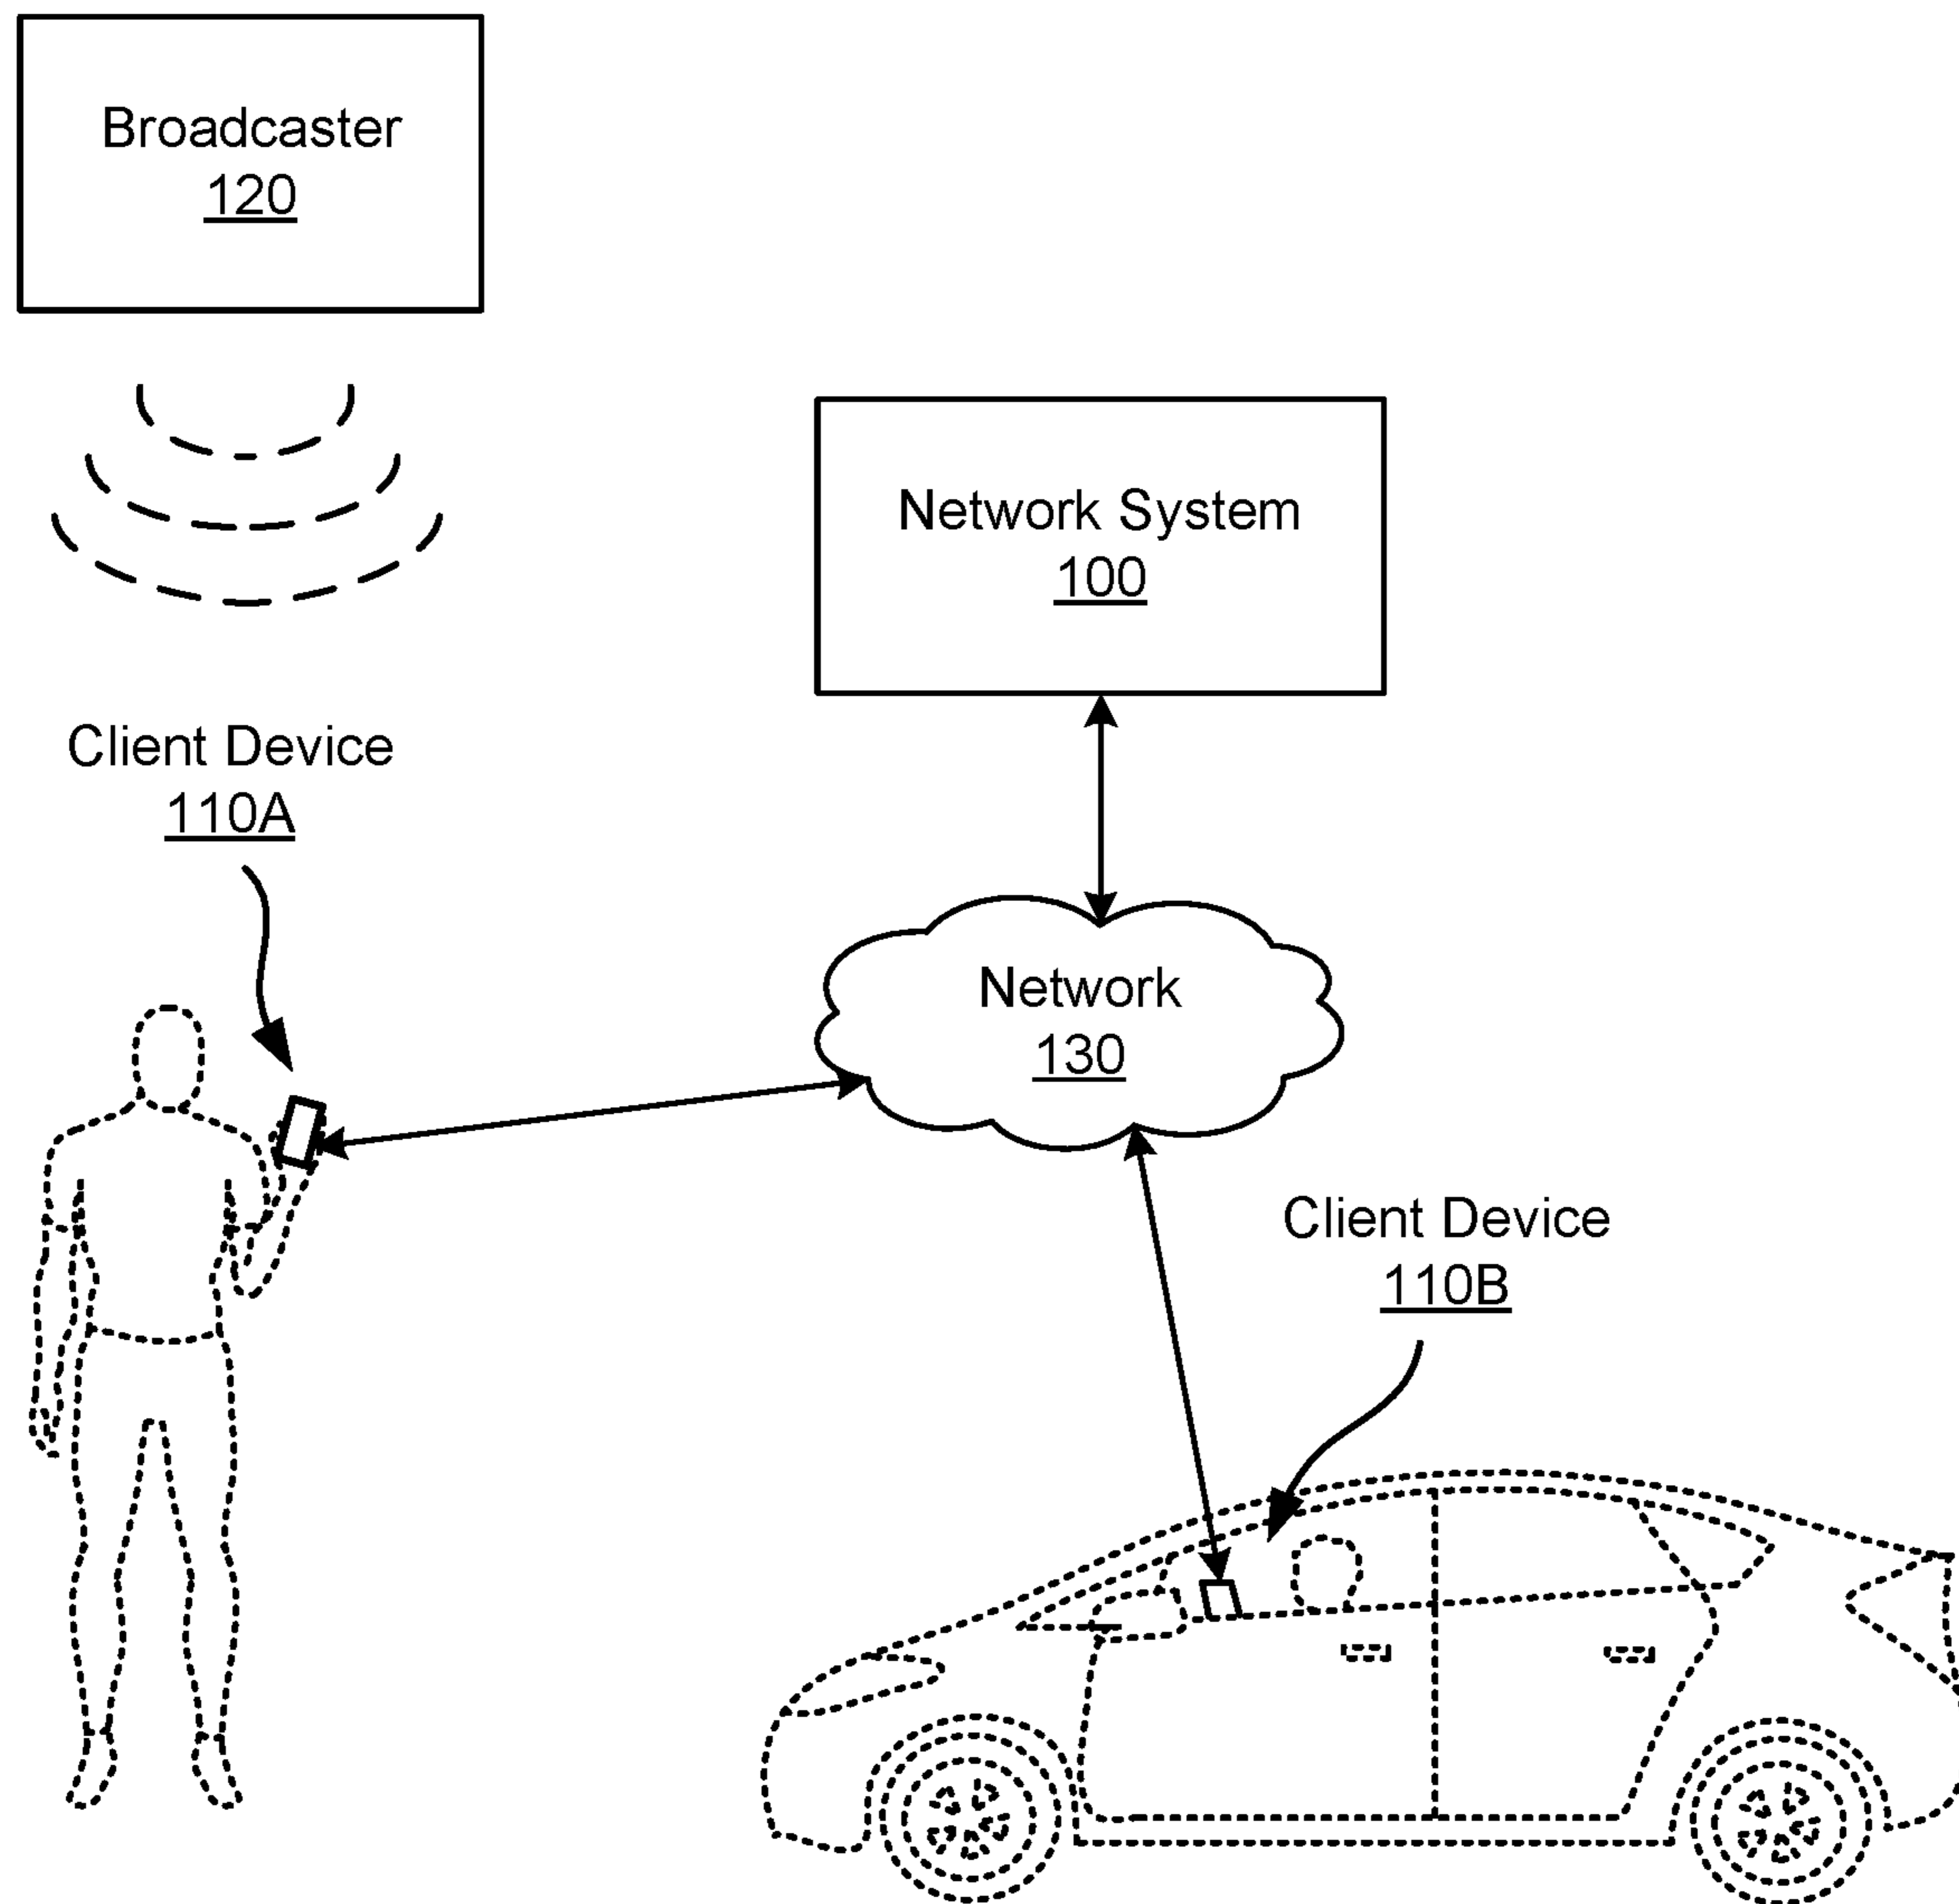 Broadcaster
120
Network System
100
Client Device
110A
Network
130
Client Device
110B